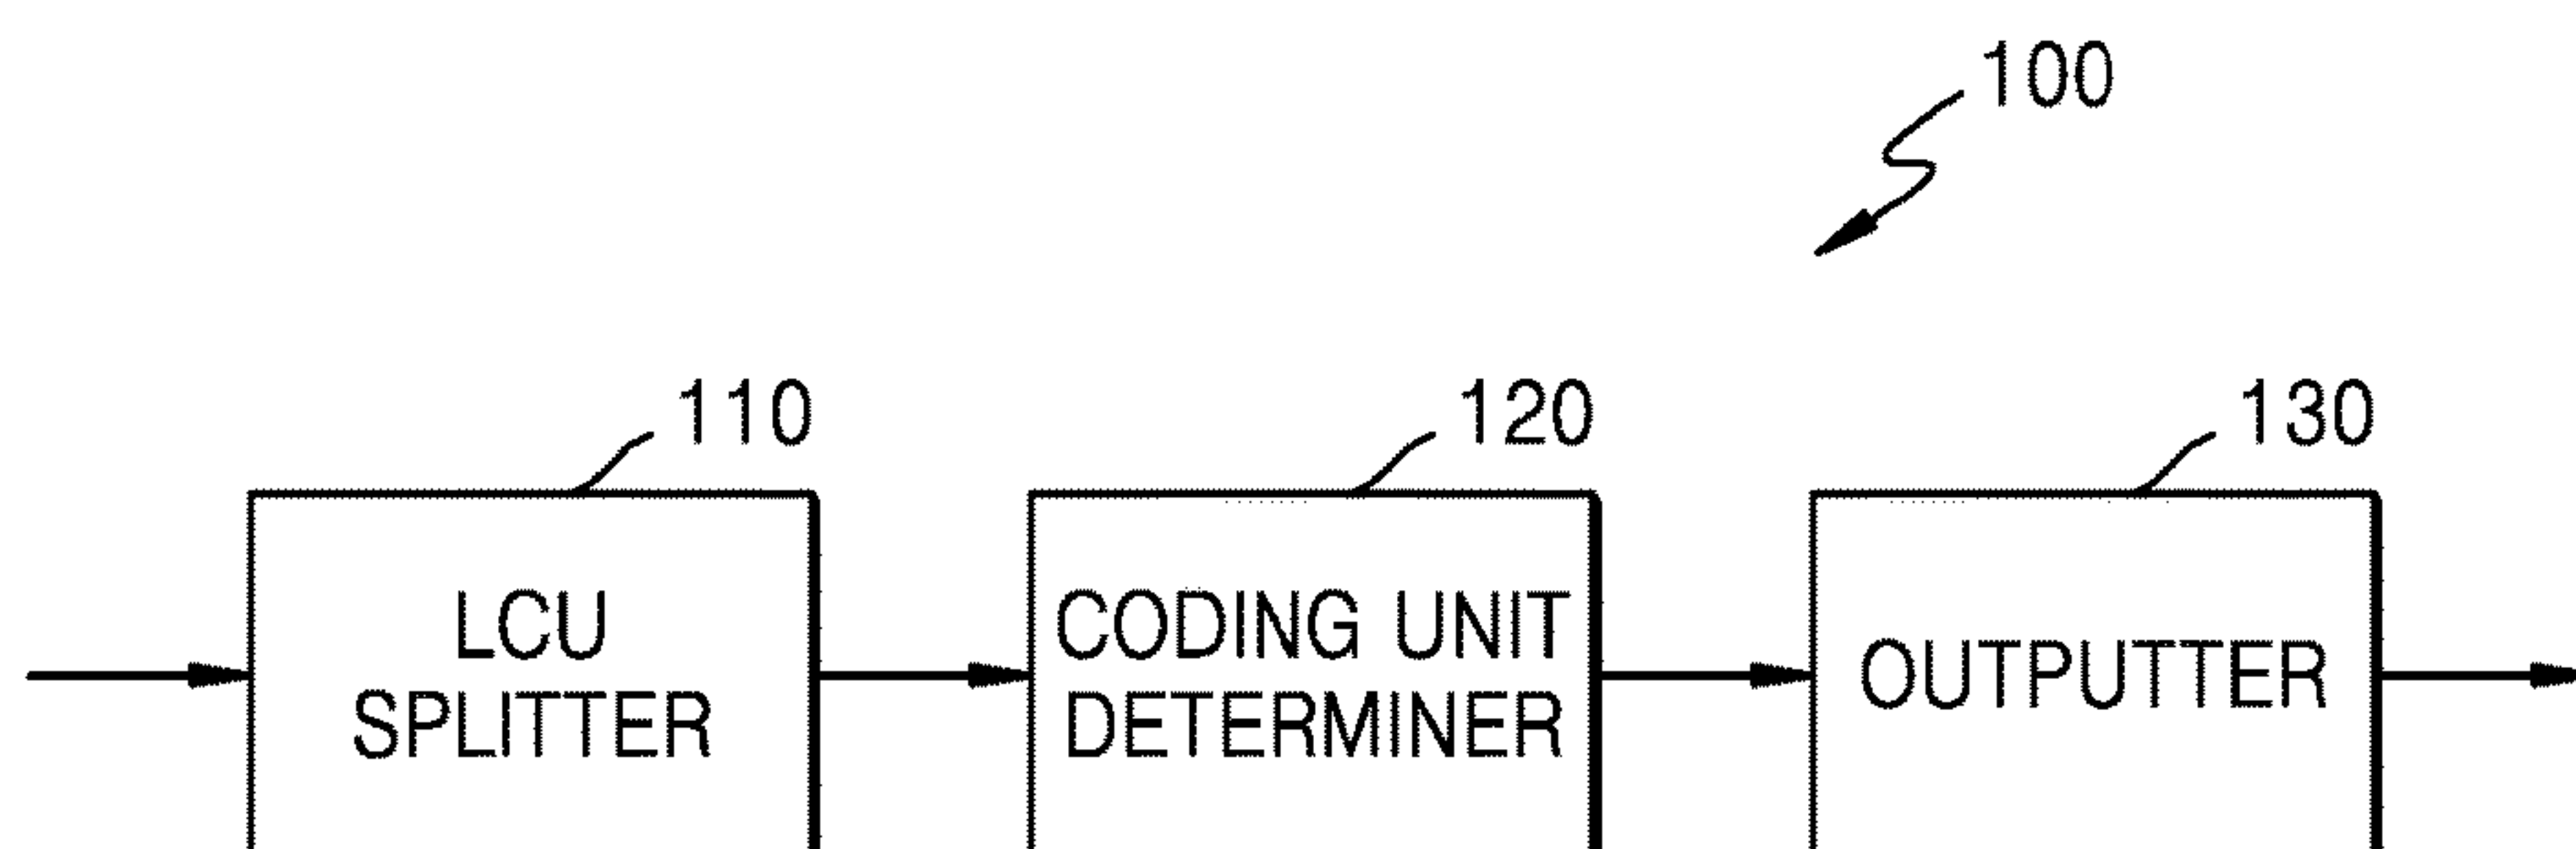 100
110
120
130
LCU
SPLITTER
CODING UNIT
DETERMINER
OUTPUTTER